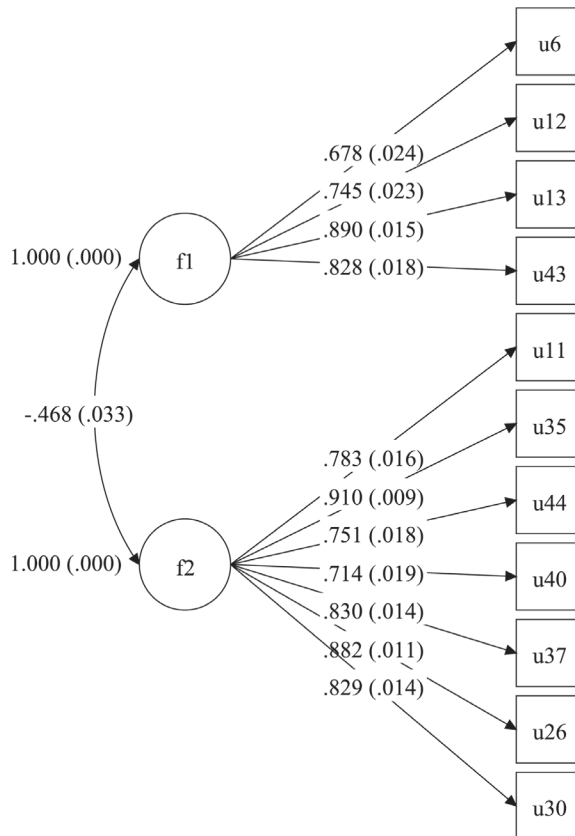 u6
u12
.678 (.024)
.745 (.023)
u13
.890 (.015)
1.000 (.000)
f1
.828 (.018)
u43
u11
-.468 (.033)
u35
.783 (.016)
.910 (.009)
u44
.751 (.018)
1.000 (.000)
f2
.714 (.019)
u40
.830 (.014)
u37
.882 (.011)
.829 (.014)
u26
u30